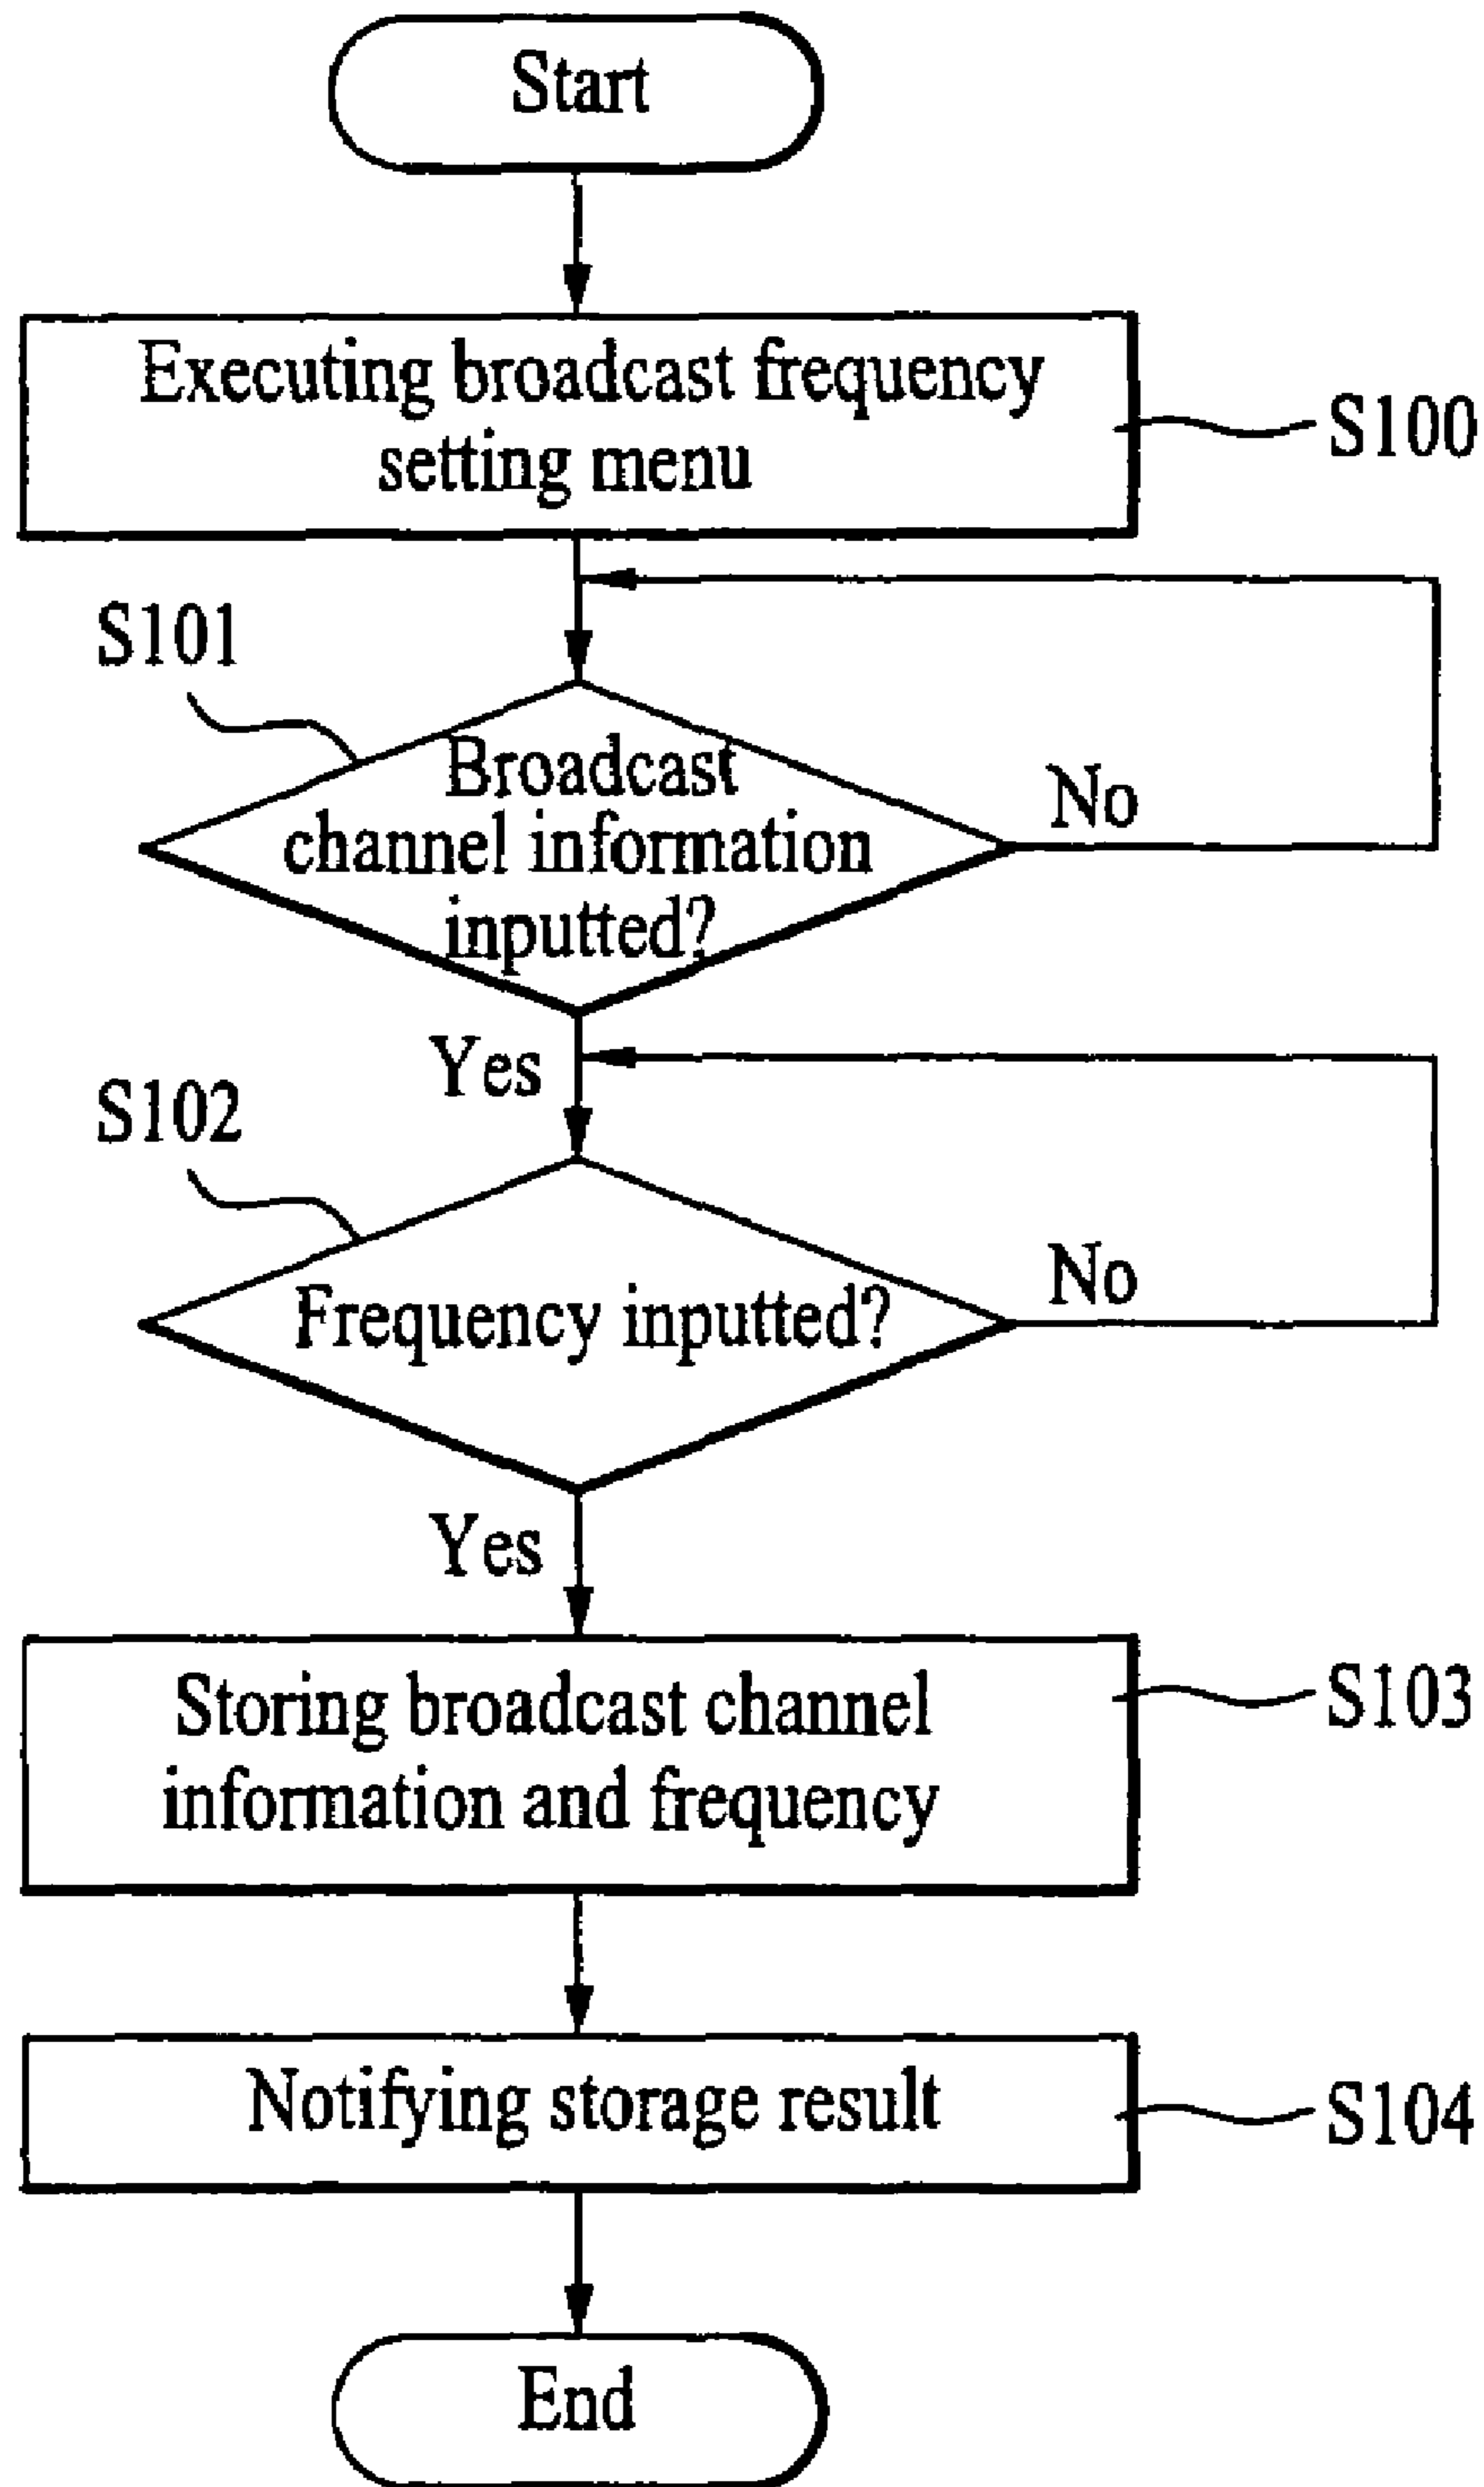 Start
Executing broadcast frequency
setting menu
S100
S101
Broadcast
channel information
inputted?
No
Yes
S102
Frequency inputted?
No
Yes
Storing broadcast channel
information and frequency
S103
Notifying storage result
S104
End